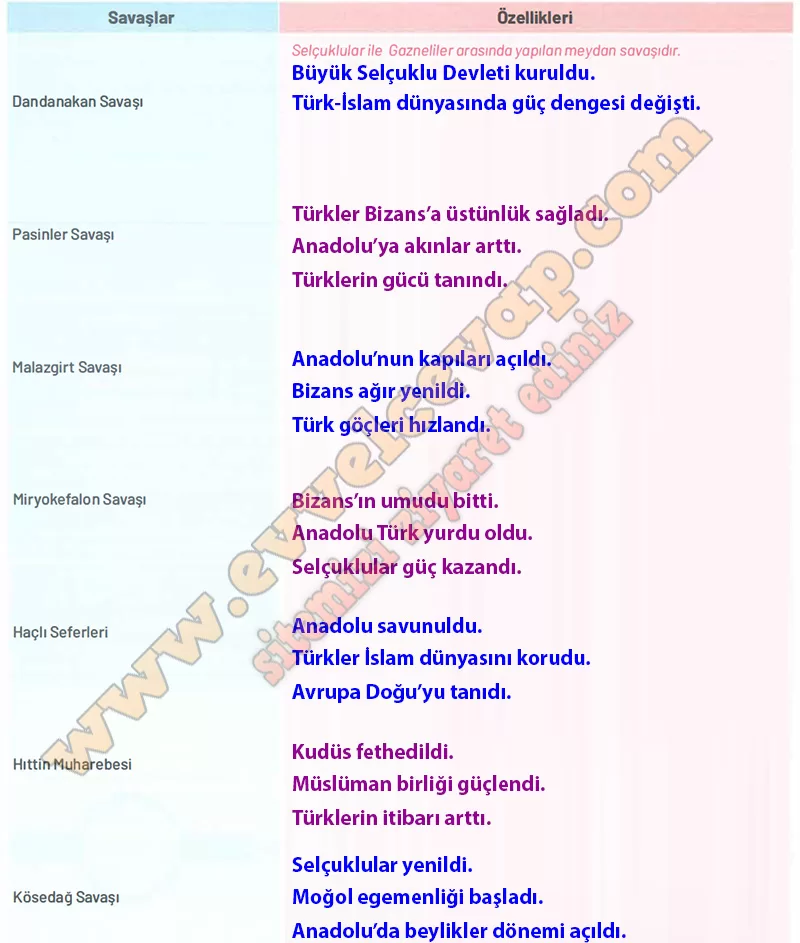 Savaşlar
Özellikleri
Dandanakan Savaşı
Selçuklular ile Gazneliler arasında yapılan meydan savaşıdır.
Büyük Selçuklu Devleti kuruldu.
Türk-İslam dünyasında güç dengesi değişti.
Pasinler Savaşı
Türkler Bizans’a üstünlük sağladı.
Anadolu’ya akınlar arttı.
Türklerin gücü tanındı.
Malazgirt Savaşı
Anadolu’nun kapıları açıldı.
Bizans ağır yenildi.
Türk göçleri hızlandı.
Miryokefalon Savaşı
Bizans’ın umudu bitti.
Anadolu Türk yurdu oldu.
Selçuklular güç kazandı.
Haçlı Seferleri
Anadolu savunuldu.
Türkler İslam dünyasını korudu.
Avrupa Doğu’yu tanıdı.
Hıttin Muharebesi
Kudüs fethedildi.
Müslüman birliği güçlendi.
Türklerin itibarı arttı.
Kösedağ Savaşı
Selçuklular yenildi.
Moğol egemenliği başladı.
Anadolu’da beylikler dönemi açıldı.
www.evvelcevap.com
sitemizi ziyaret ediniz